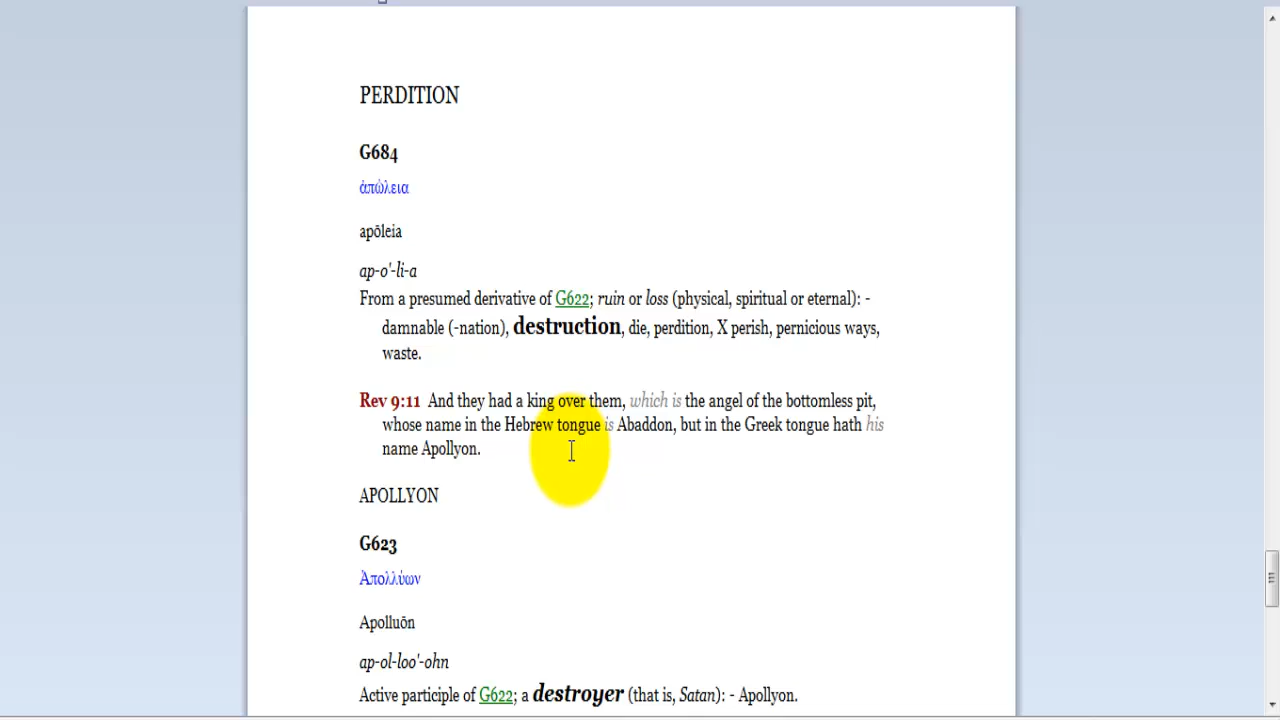 PERDITION
G684
ἀπώλεια
apōleia
ap-o'-li-a
From a presumed derivative of G622; ruin or loss (physical, spiritual or eternal): -
damnable (-nation), destruction, die, perdition, X perish, pernicious ways,
waste.
Rev 9:11 And they had a king over them, which is the angel of the bottomless pit,
whose name in the Hebrew tongue is Abaddon, but in the Greek tongue hath his
name Apollyon.
APOLLYON
G623
Ἀπολλύων
Apolluōn
ap-ol-loo'-ohn
Active participle of G622; a destroyer (that is, Satan): - Apollyon.